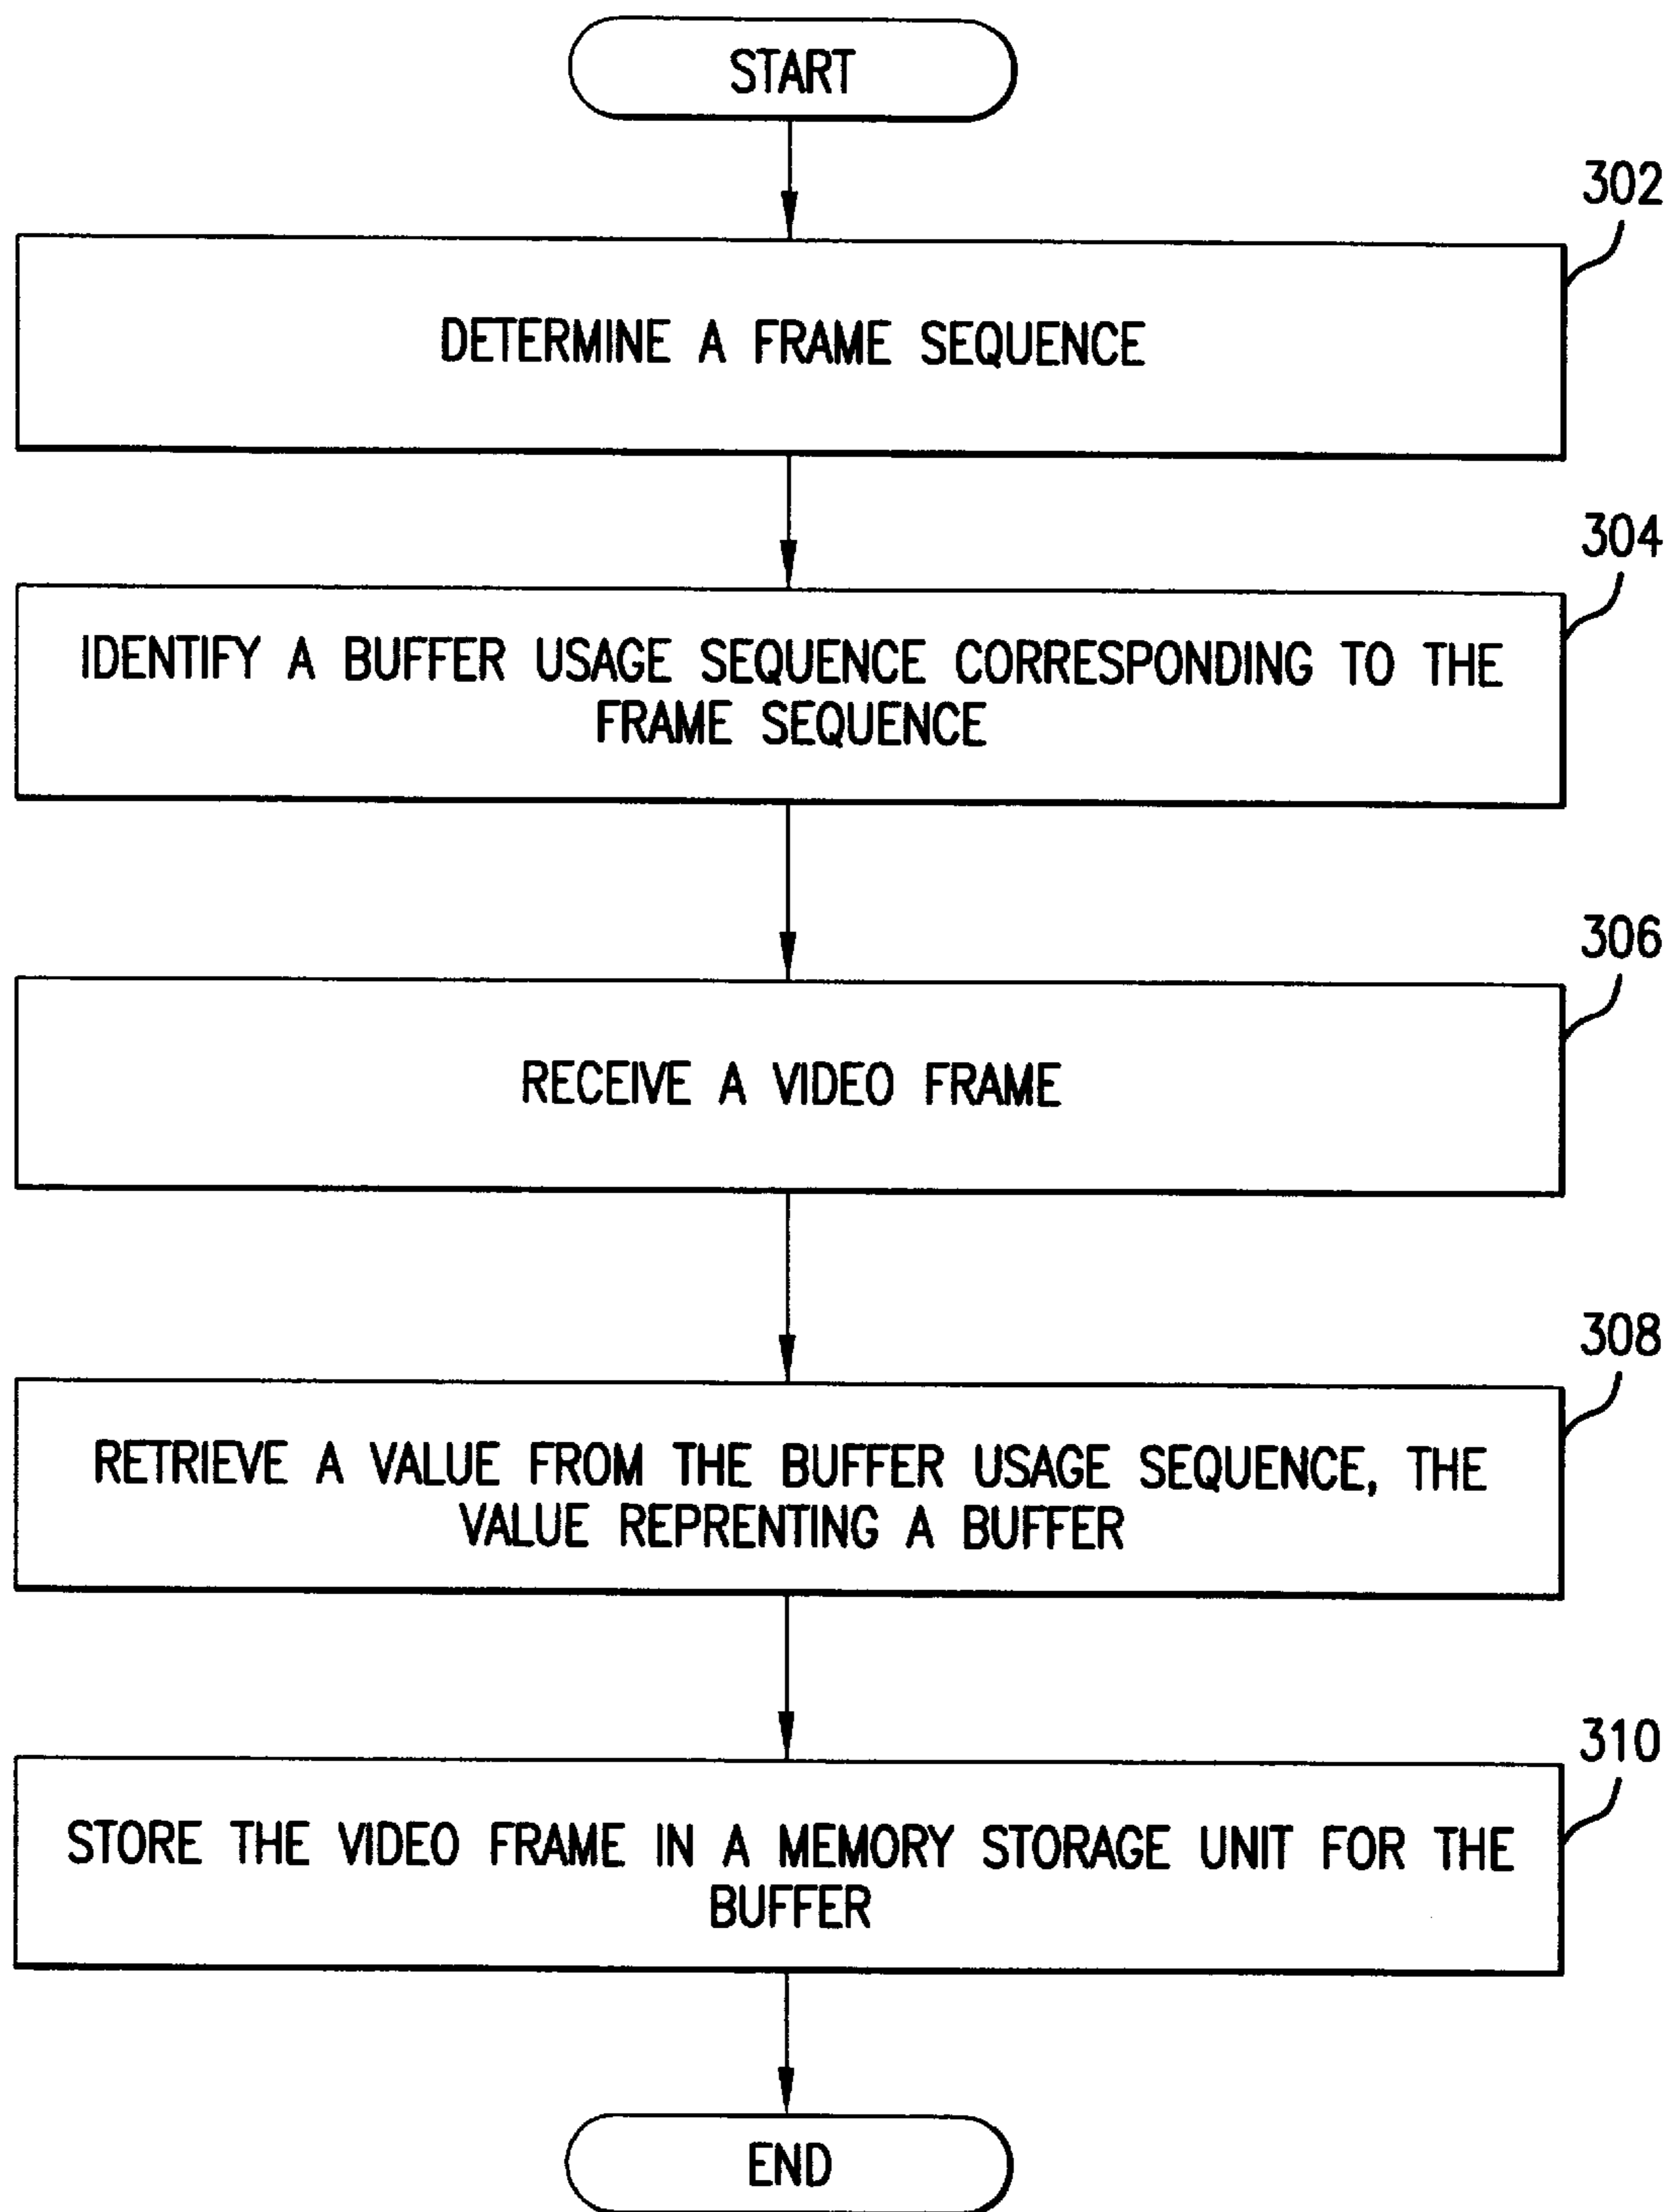 START
302
DETERMINE A FRAME SEQUENCE
304
IDENTIFY A BUFFER USAGE SEQUENCE CORRESPONDING TO THE
FRAME SEQUENCE
306
RECEIVE A VIDEO FRAME
308
RETRIEVE A VALUE FROM THE BUFFER USAGE SEQUENCE, THE
VALUE REPRENTING A BUFFER
310
STORE THE VIDEO FRAME IN A MEMORY STORAGE UNIT FOR THE
BUFFER
END